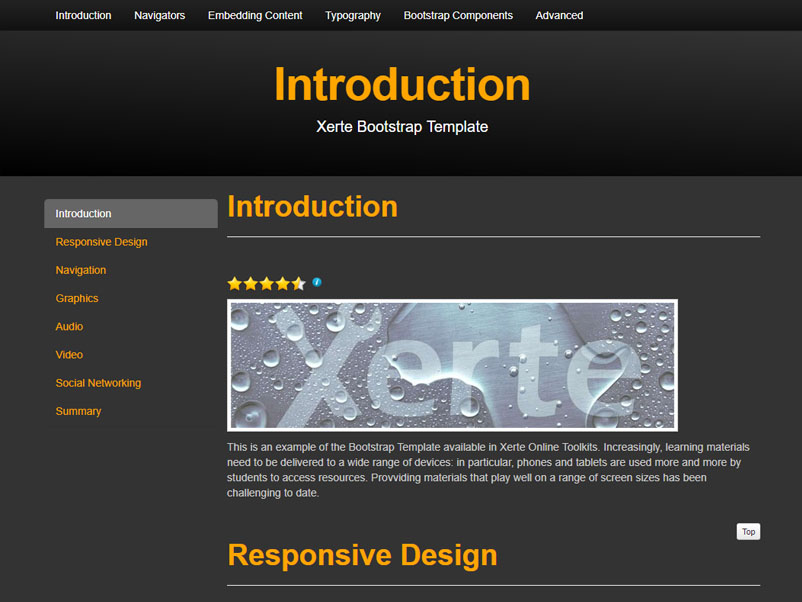 Introduction Navigators Embedding Content Typography Bootstrap Components Advanced
Introduction
Xerte Bootstrap Template
Introduction
Responsive Design
Navigation
Graphics
Audio
Video
Social Networking
Summary
Introduction
Xerte
This is an example of the Bootstrap Template available in Xerte Online Toolkits. Increasingly, learning materials
need to be delivered to a wide range of devices: in particular, phones and tablets are used more and more by
students to access resources. Provviding materials that play well on a range of screen sizes has been
challenging to date.
Top
Responsive Design